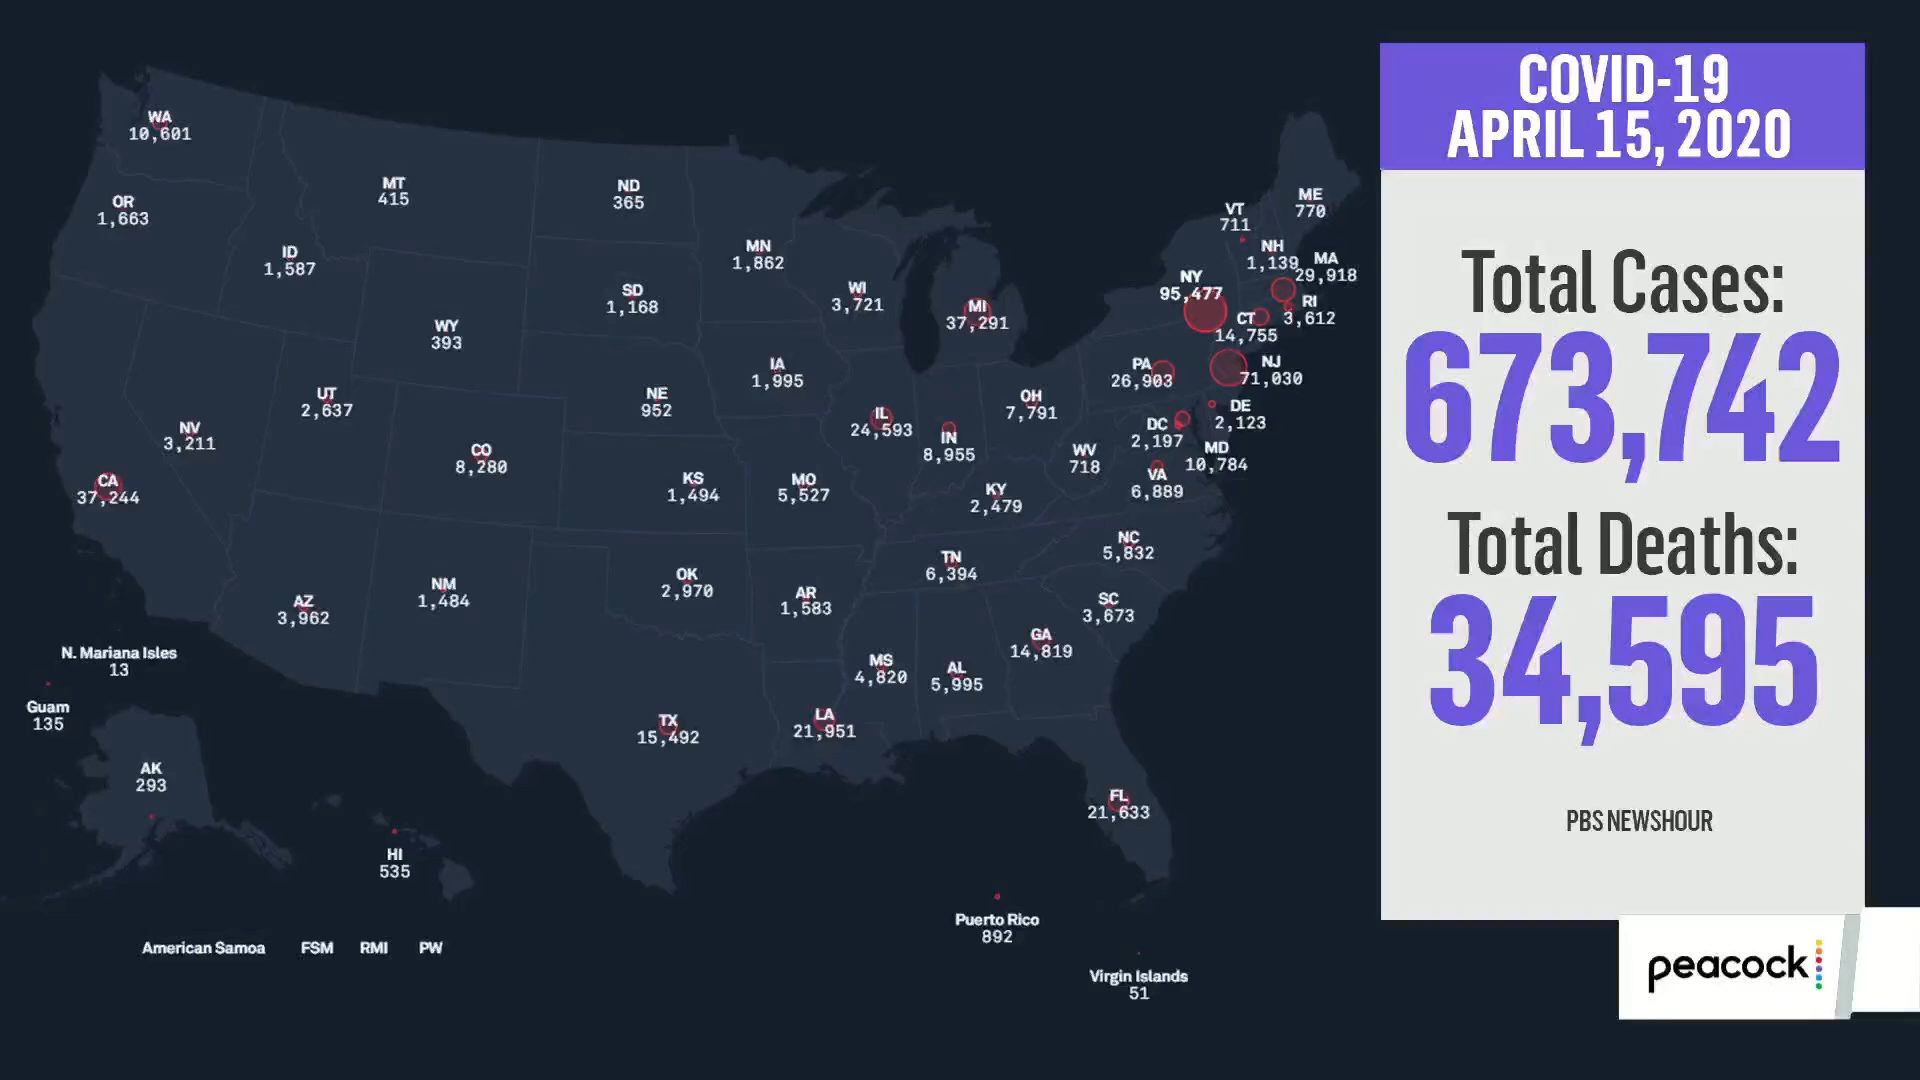 WA
10,601
OR
1,663
ID
1,587
MT
415
ND
365
MN
1,862
WI
3,721
SD
1,168
WY
393
MI
37,291
VT
711
ME
770
NH
1,139
MA
29,918
NY
95,477
RI
3,612
CT
14,755
NJ
71,030
PA
26,903
DE
2,123
DC
2,197
MD
10,784
IA
1,995
NE
952
UT
2,637
NV
3,211
CA
37,244
CO
8,280
KS
1,494
MO
5,527
IL
24,593
IN
8,955
OH
7,791
WV
718
VA
6,889
KY
2,479
NC
5,832
TN
6,394
SC
3,673
AZ
3,962
NM
1,484
OK
2,970
AR
1,583
GA
14,819
MS
4,820
AL
5,995
TX
15,492
LA
21,951
FL
21,633
N. Mariana Isles
13
Guam
135
AK
293
HI
535
Puerto Rico
892
Virgin Islands
51
American Samoa FSM RMI PW
COVID-19
APRIL 15, 2020
Total Cases:
673,742
Total Deaths:
34,595
PBS NEWSHOUR
peacock